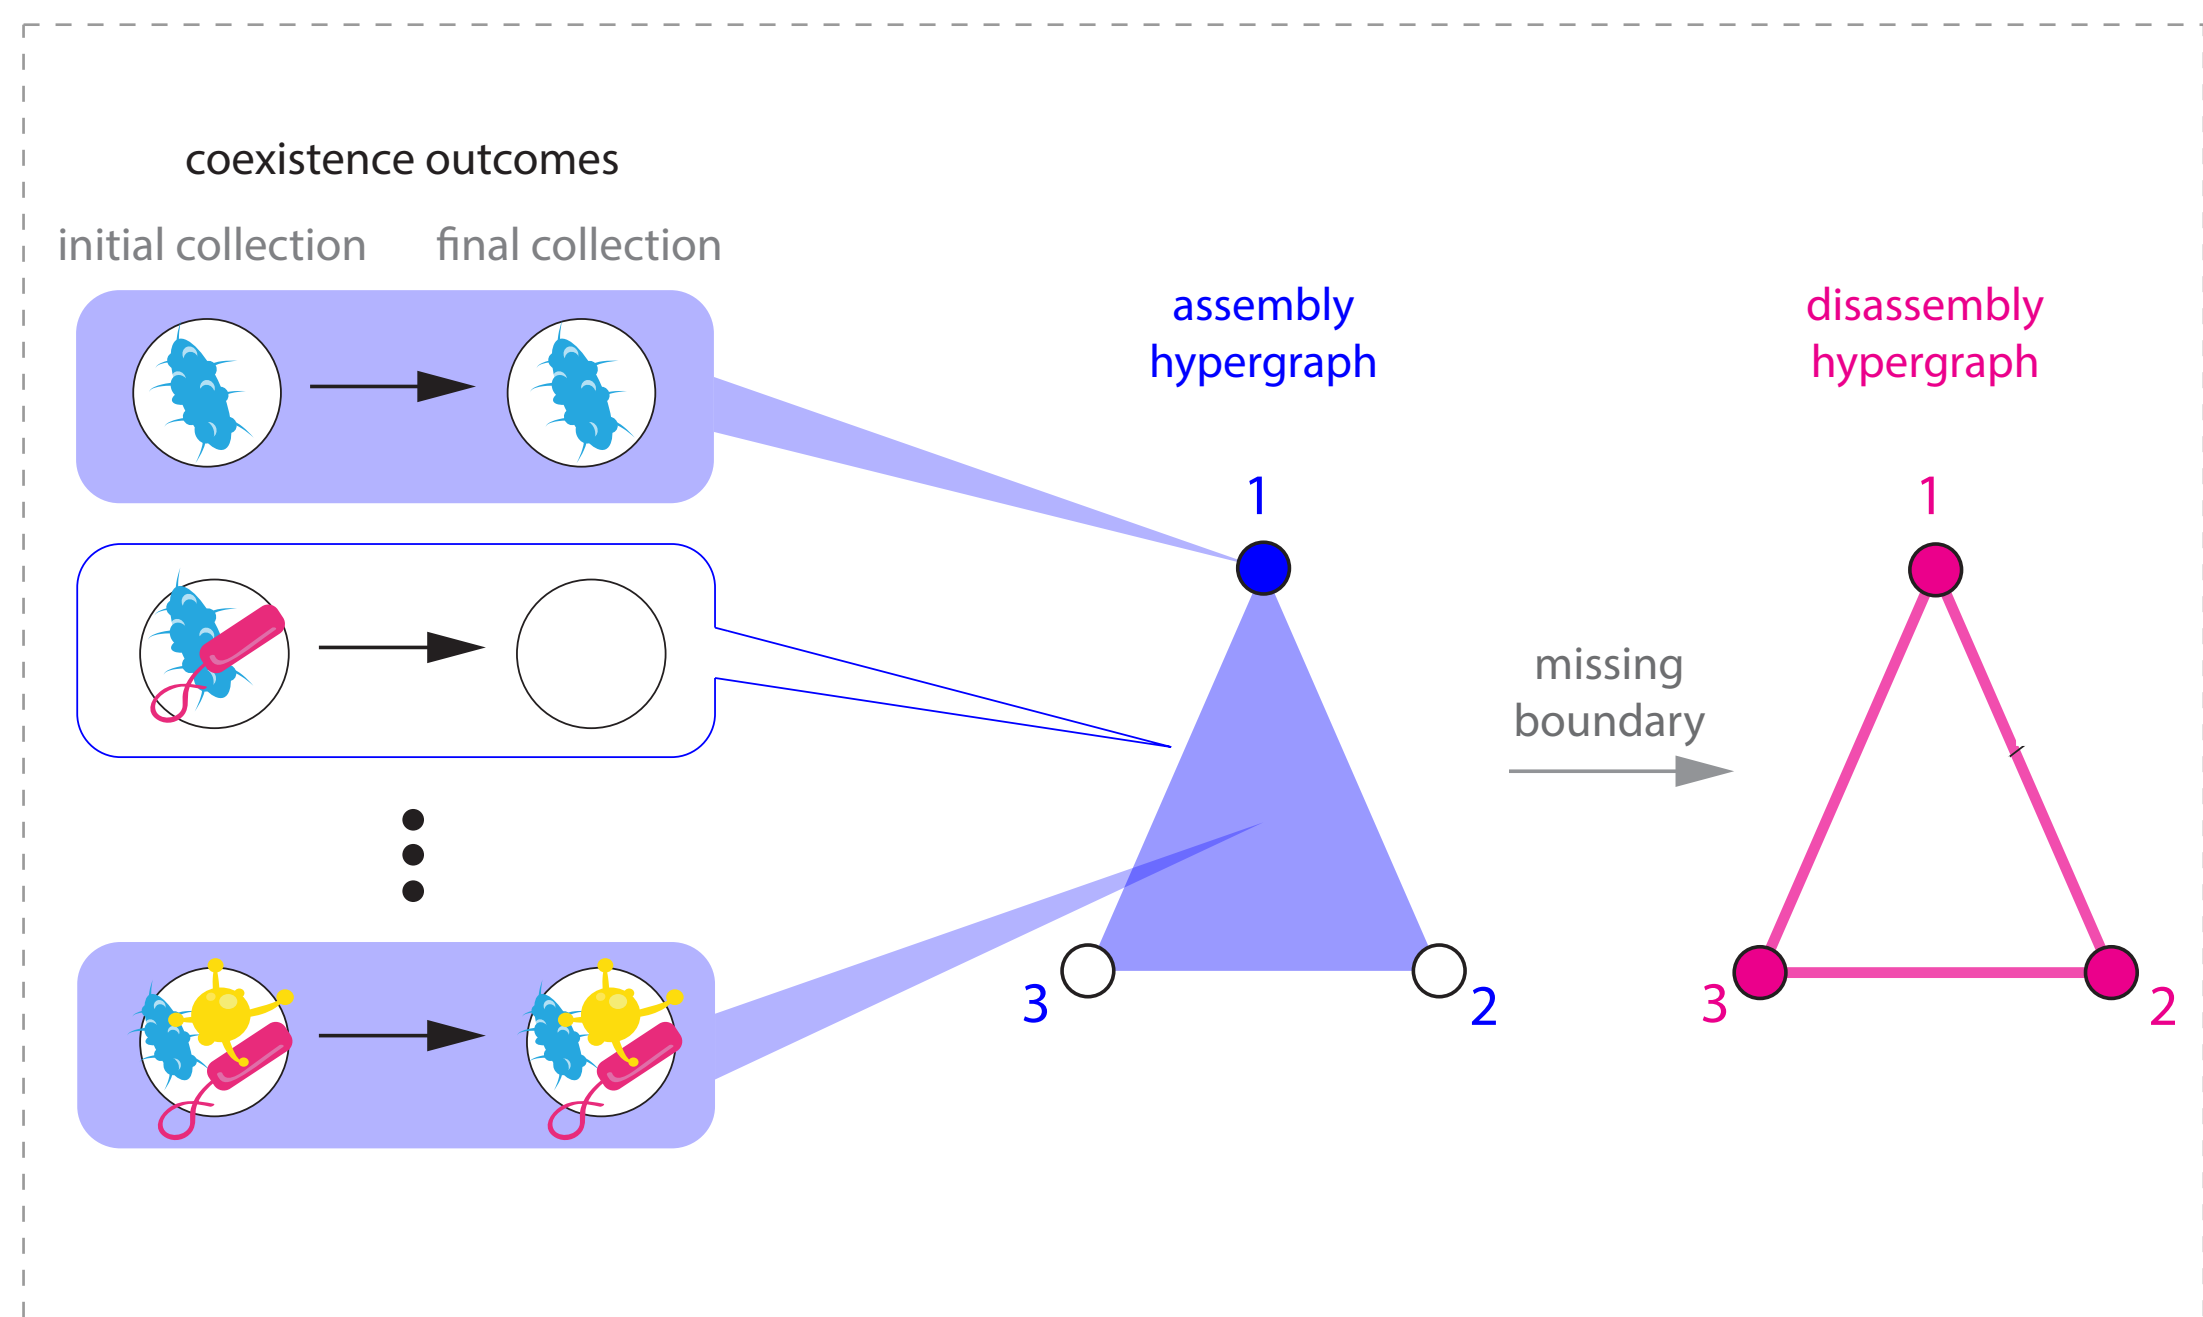 coexistence outcomes
initial collection
final collection
assembly
hypergraph
1
3
2
missing
boundary
disassembly
hypergraph
1
3
2